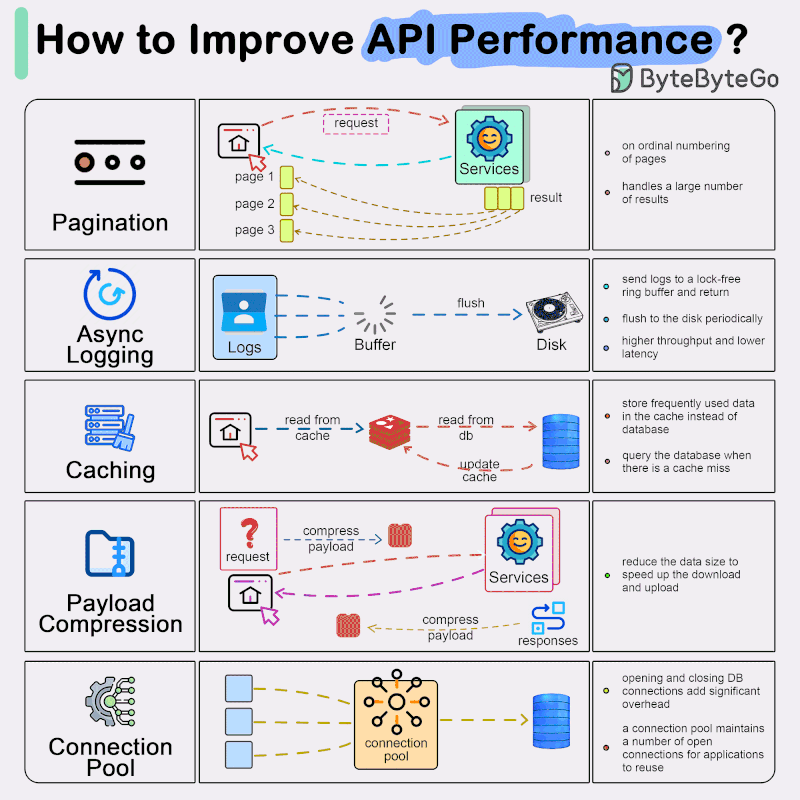 How to Improve API Performance ?
ByteByteGo
Pagination
request
Services
page 1
page 2
page 3
result
on ordinal numbering
of pages
handles a large number
of results
Async
Logging
Logs
Buffer
flush
Disk
send logs to a lock-free
ring buffer and return
flush to the disk periodically
higher throughput and lower
latency
Caching
read from
cache
read from
db
update
cache
store frequently used data
in the cache instead of
database
query the database when
there is a cache miss
Payload
Compression
?
request
compress
payload
Services
compress
payload
responses
reduce the data size to
speed up the download
and upload
Connection
Pool
connection
pool
opening and closing DB
connections add significant
overhead
a connection pool maintains
a number of open
connections for applications
to reuse